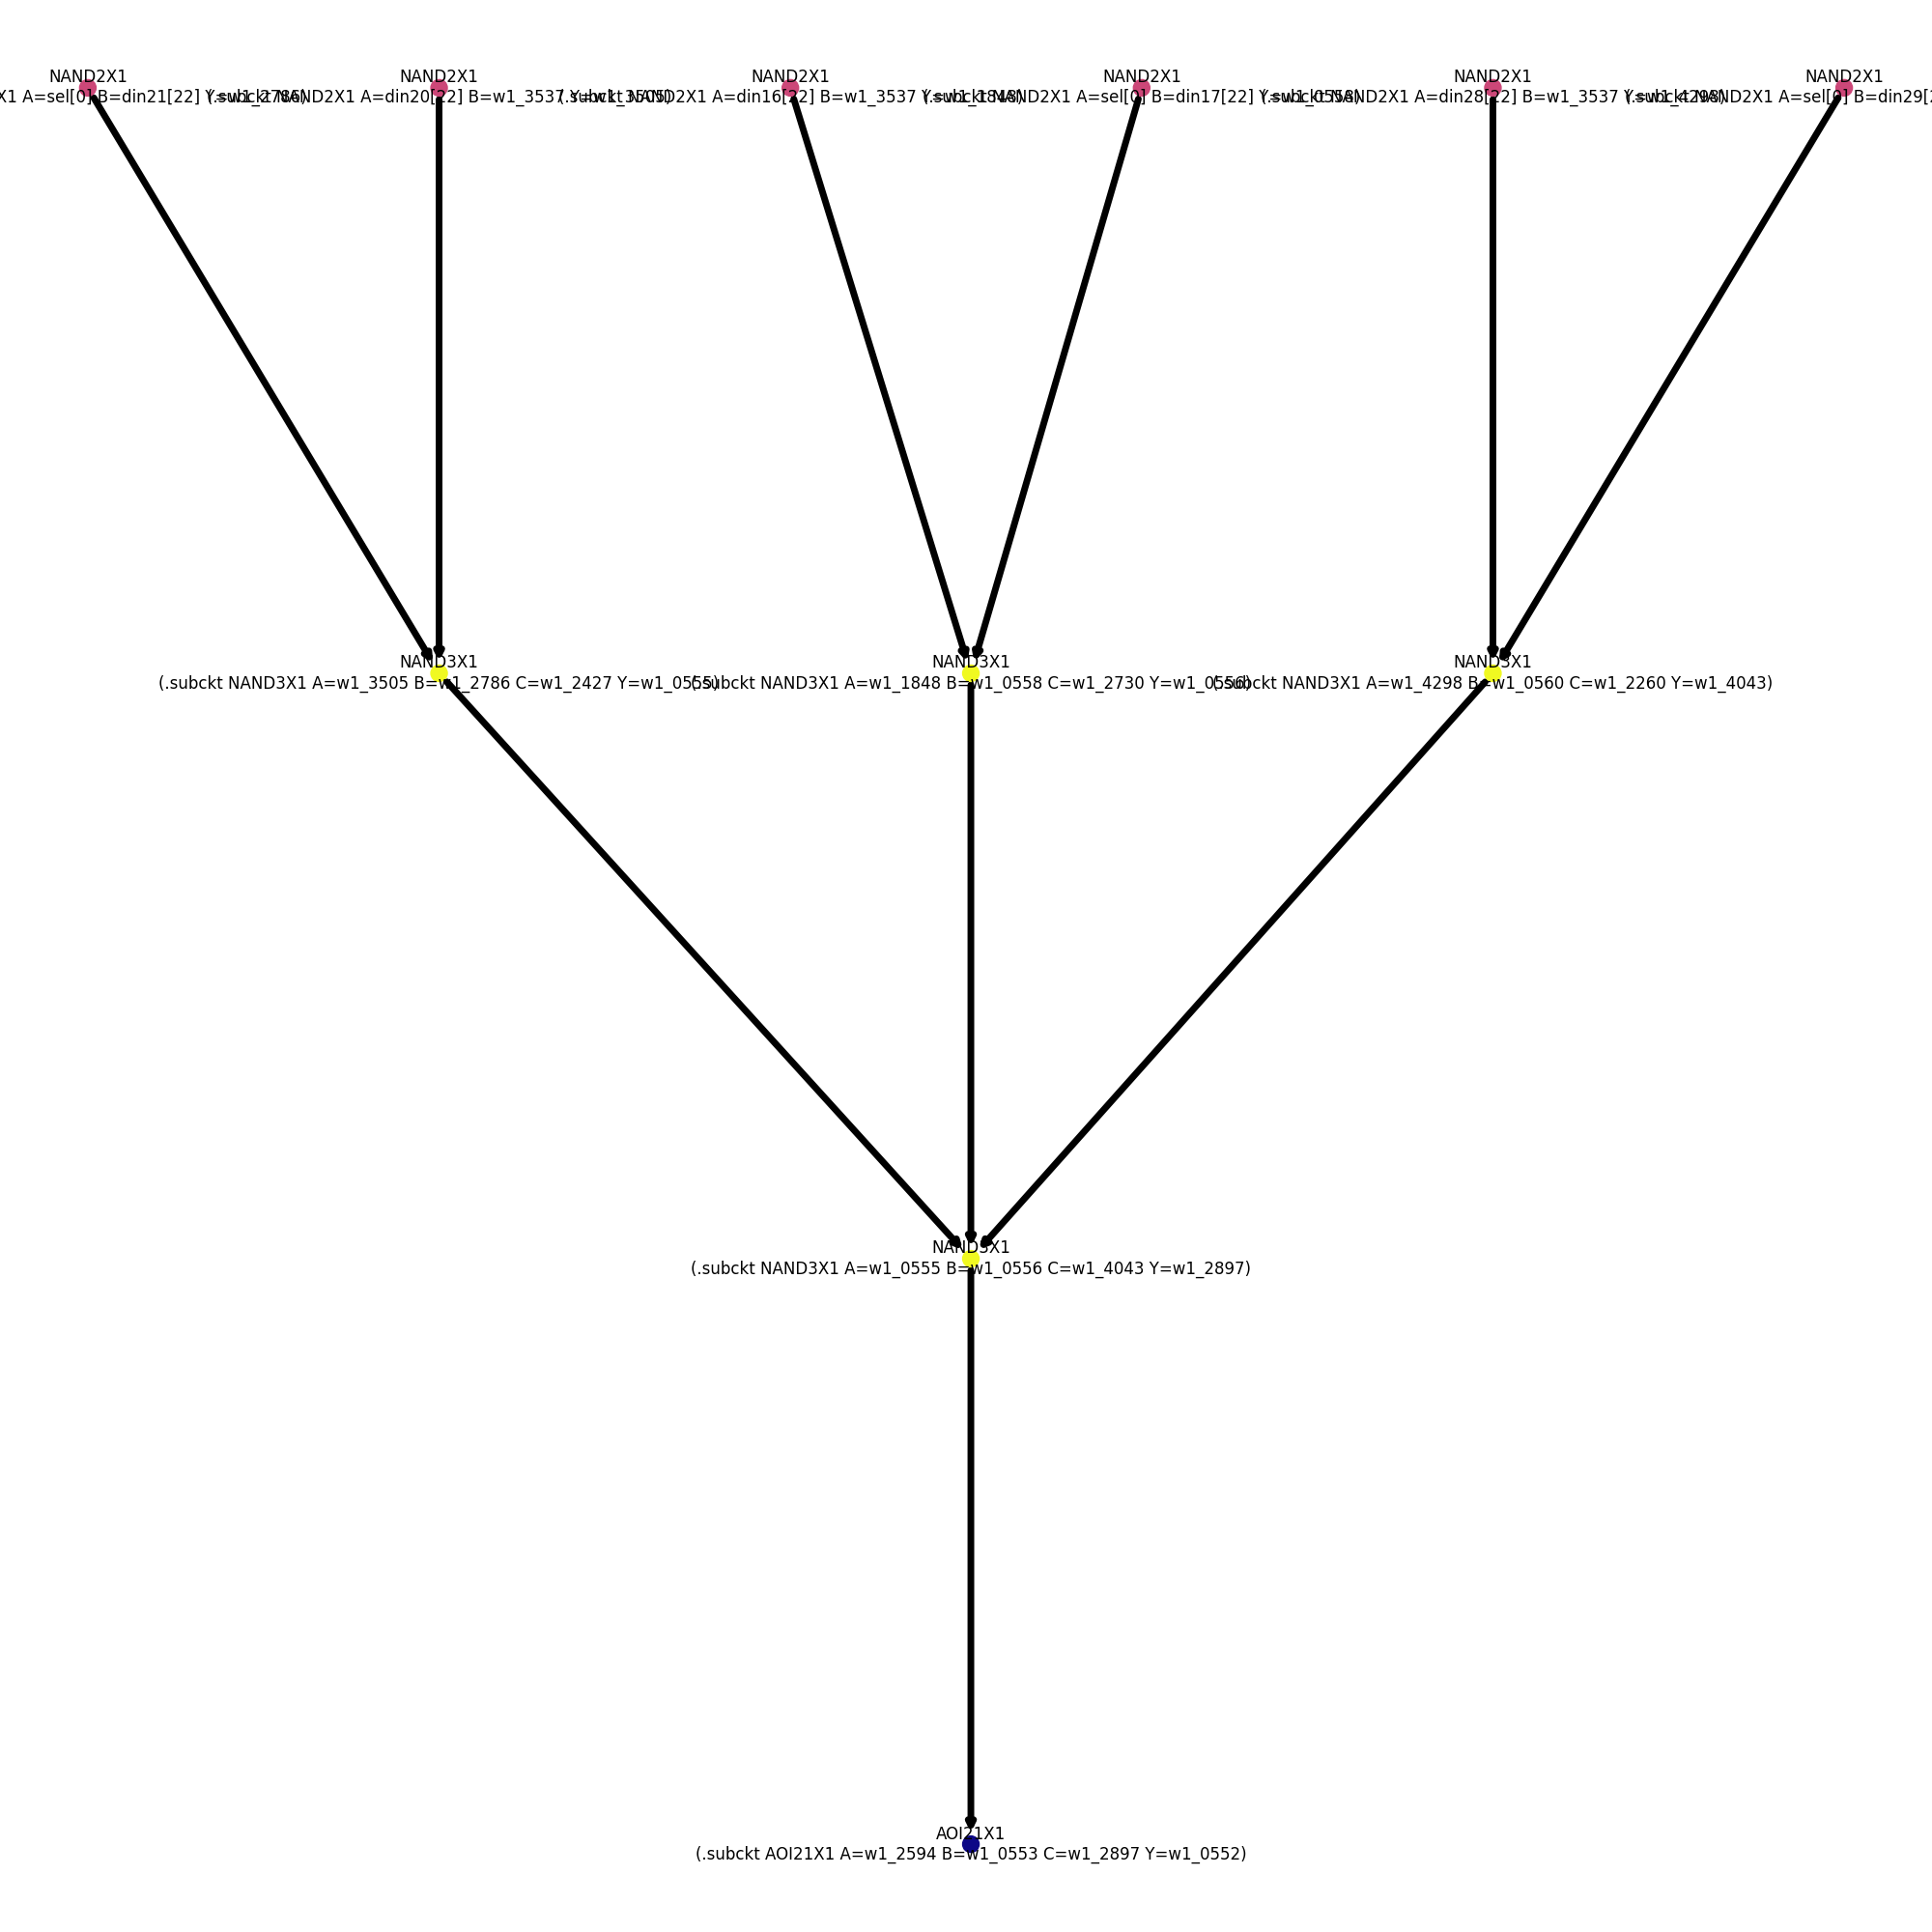 NAND2X1 NAND2X1 NAND2X1 NAND2X1 NAND2X1 NAND2X1
X1 A=sel[0] B=din21[22] Y=w1_2786) (.subckt NAND2X1 A=din20[22] B=w1_3537 Y=w1_3505) (.subckt NAND2X1 A=din16[22] B=w1_3537 Y=w1_1848) (.subckt NAND2X1 A=sel[0] B=din17[22] Y=w1_0558) (.subckt NAND2X1 A=din28[22] B=w1_3537 Y=w1_4298) (.subckt NAND2X1 A=sel[0] B=din29[
NAND3X1 NAND3X1 NAND3X1
(.subckt NAND3X1 A=w1_3505 B=w1_2786 C=w1_2427 Y=w1_0555) (.subckt NAND3X1 A=w1_1848 B=w1_0558 C=w1_2730 Y=w1_0556) (.subckt NAND3X1 A=w1_4298 B=w1_0560 C=w1_2260 Y=w1_4043)
NAND3X1
(.subckt NAND3X1 A=w1_0555 B=w1_0556 C=w1_4043 Y=w1_2897)
AOI21X1
(.subckt AOI21X1 A=w1_2594 B=w1_0553 C=w1_2897 Y=w1_0552)